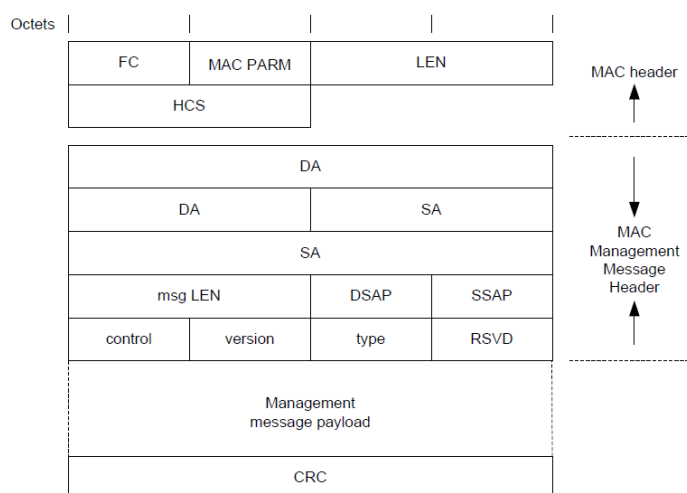 Octets
FC MAC PARM LEN
MAC header
HCS
DA
DA SA
SA
MAC
Management
Message
Header
msg LEN DSAP SSAP
control version type RSVD
Management
message payload
CRC